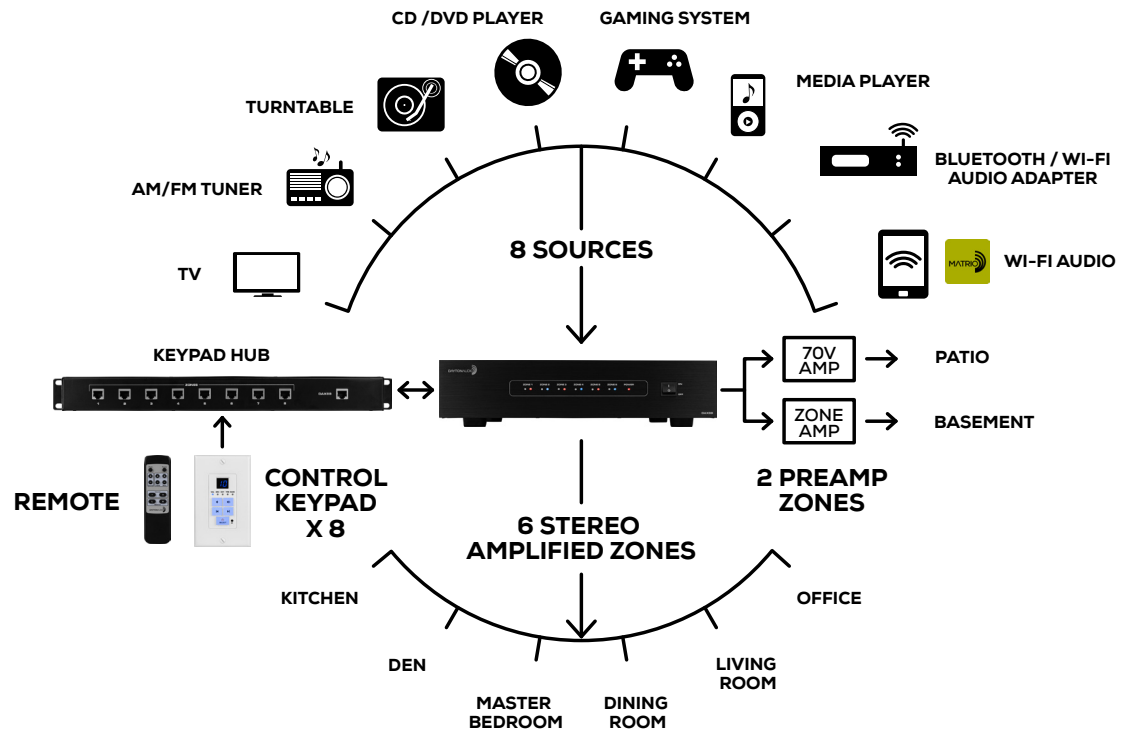 CD /DVD PLAYER
GAMING SYSTEM
TURNTABLE
MEDIA PLAYER
AM/FM TUNER
BLUETOOTH / WI-FI
AUDIO ADAPTER
TV
8 SOURCES
MATRIO
WI-FI AUDIO
KEYPAD HUB
70V
AMP
PATIO
ZONE
AMP
BASEMENT
REMOTE
CONTROL
KEYPAD
X 8
2 PREAMP
ZONES
6 STEREO
AMPLIFIED ZONES
KITCHEN
OFFICE
DEN
LIVING
ROOM
MASTER
BEDROOM
DINING
ROOM